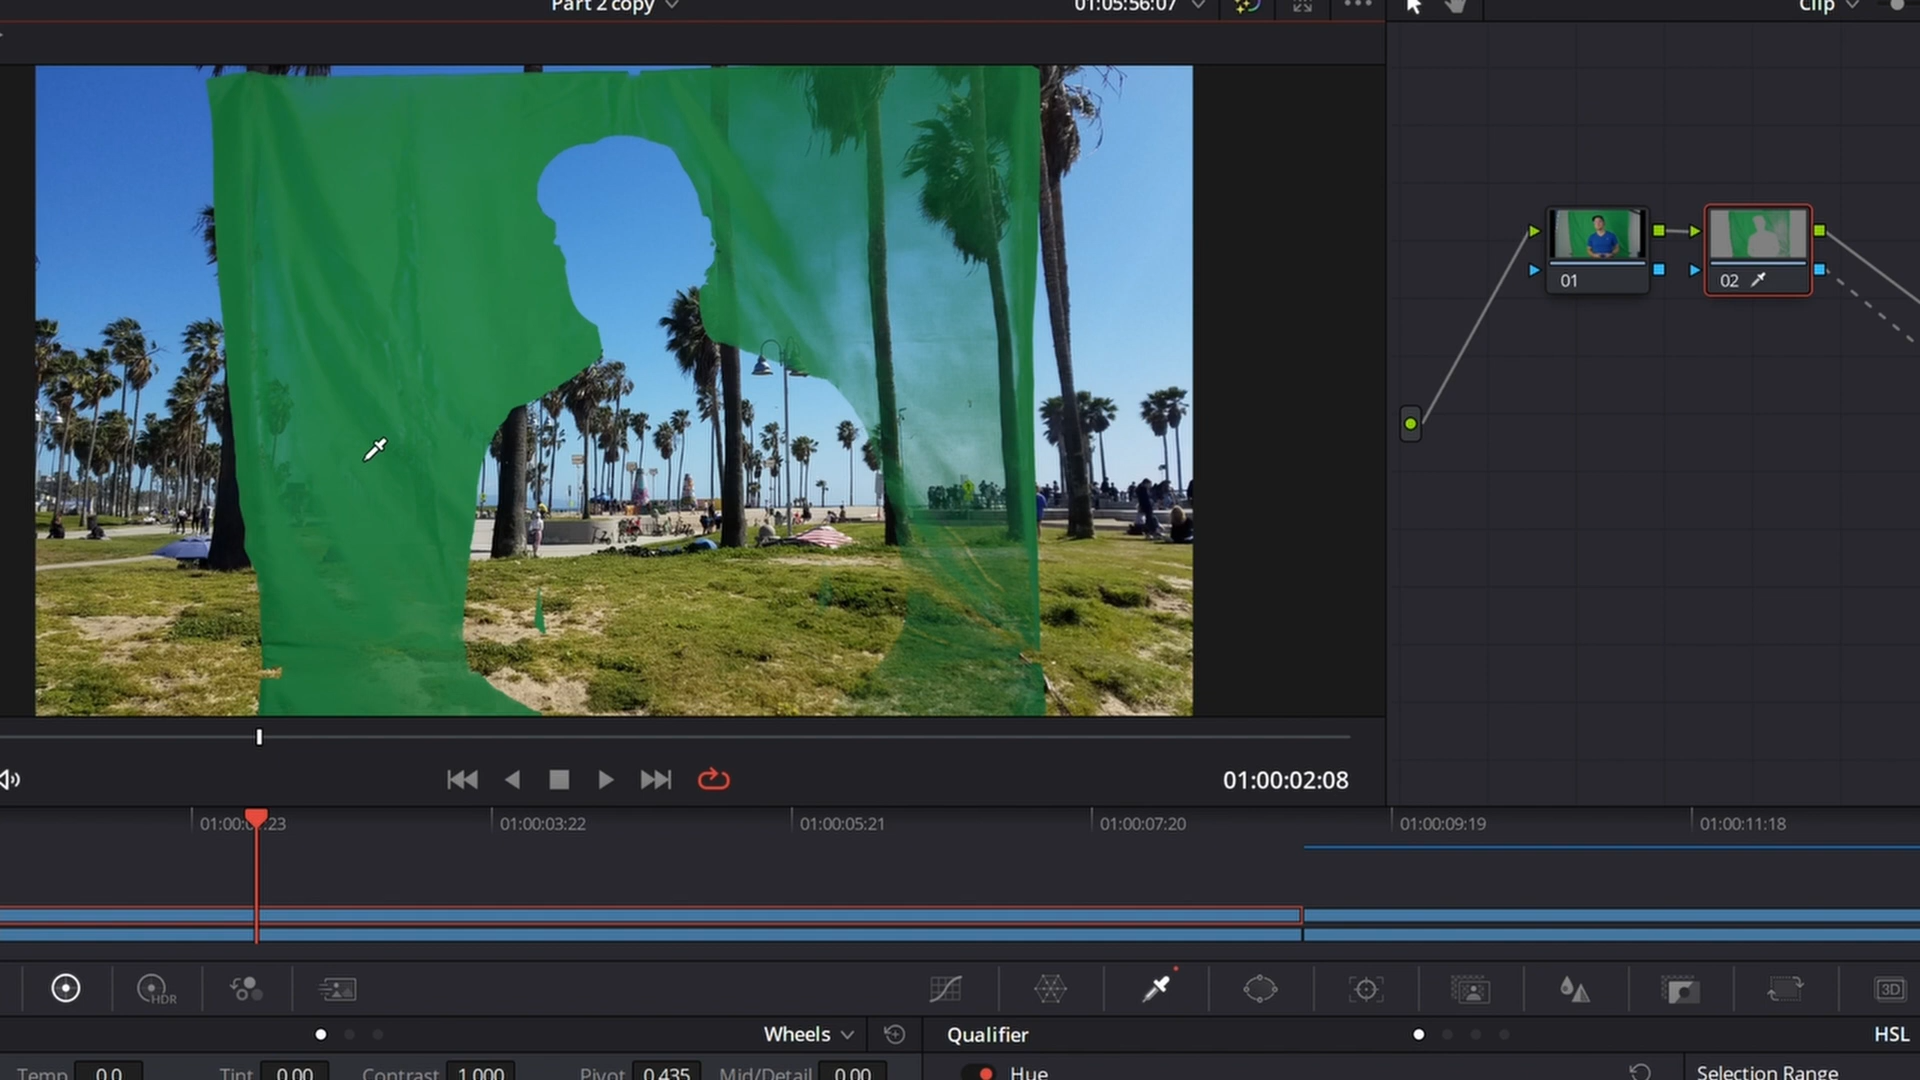 Part 2 copy
01:05:56:07
Clip
01
02
01:00:02:08
01:00:03:22
01:00:05:21
01:00:07:20
01:00:09:19
01:00:11:18
HDR
3D
Wheels
Qualifier
HSL
Temp 0.0
Tint 0.00
Contrast 1.000
Pivot 0.435
Mid/Detail 0.00
Hue
Selection Range